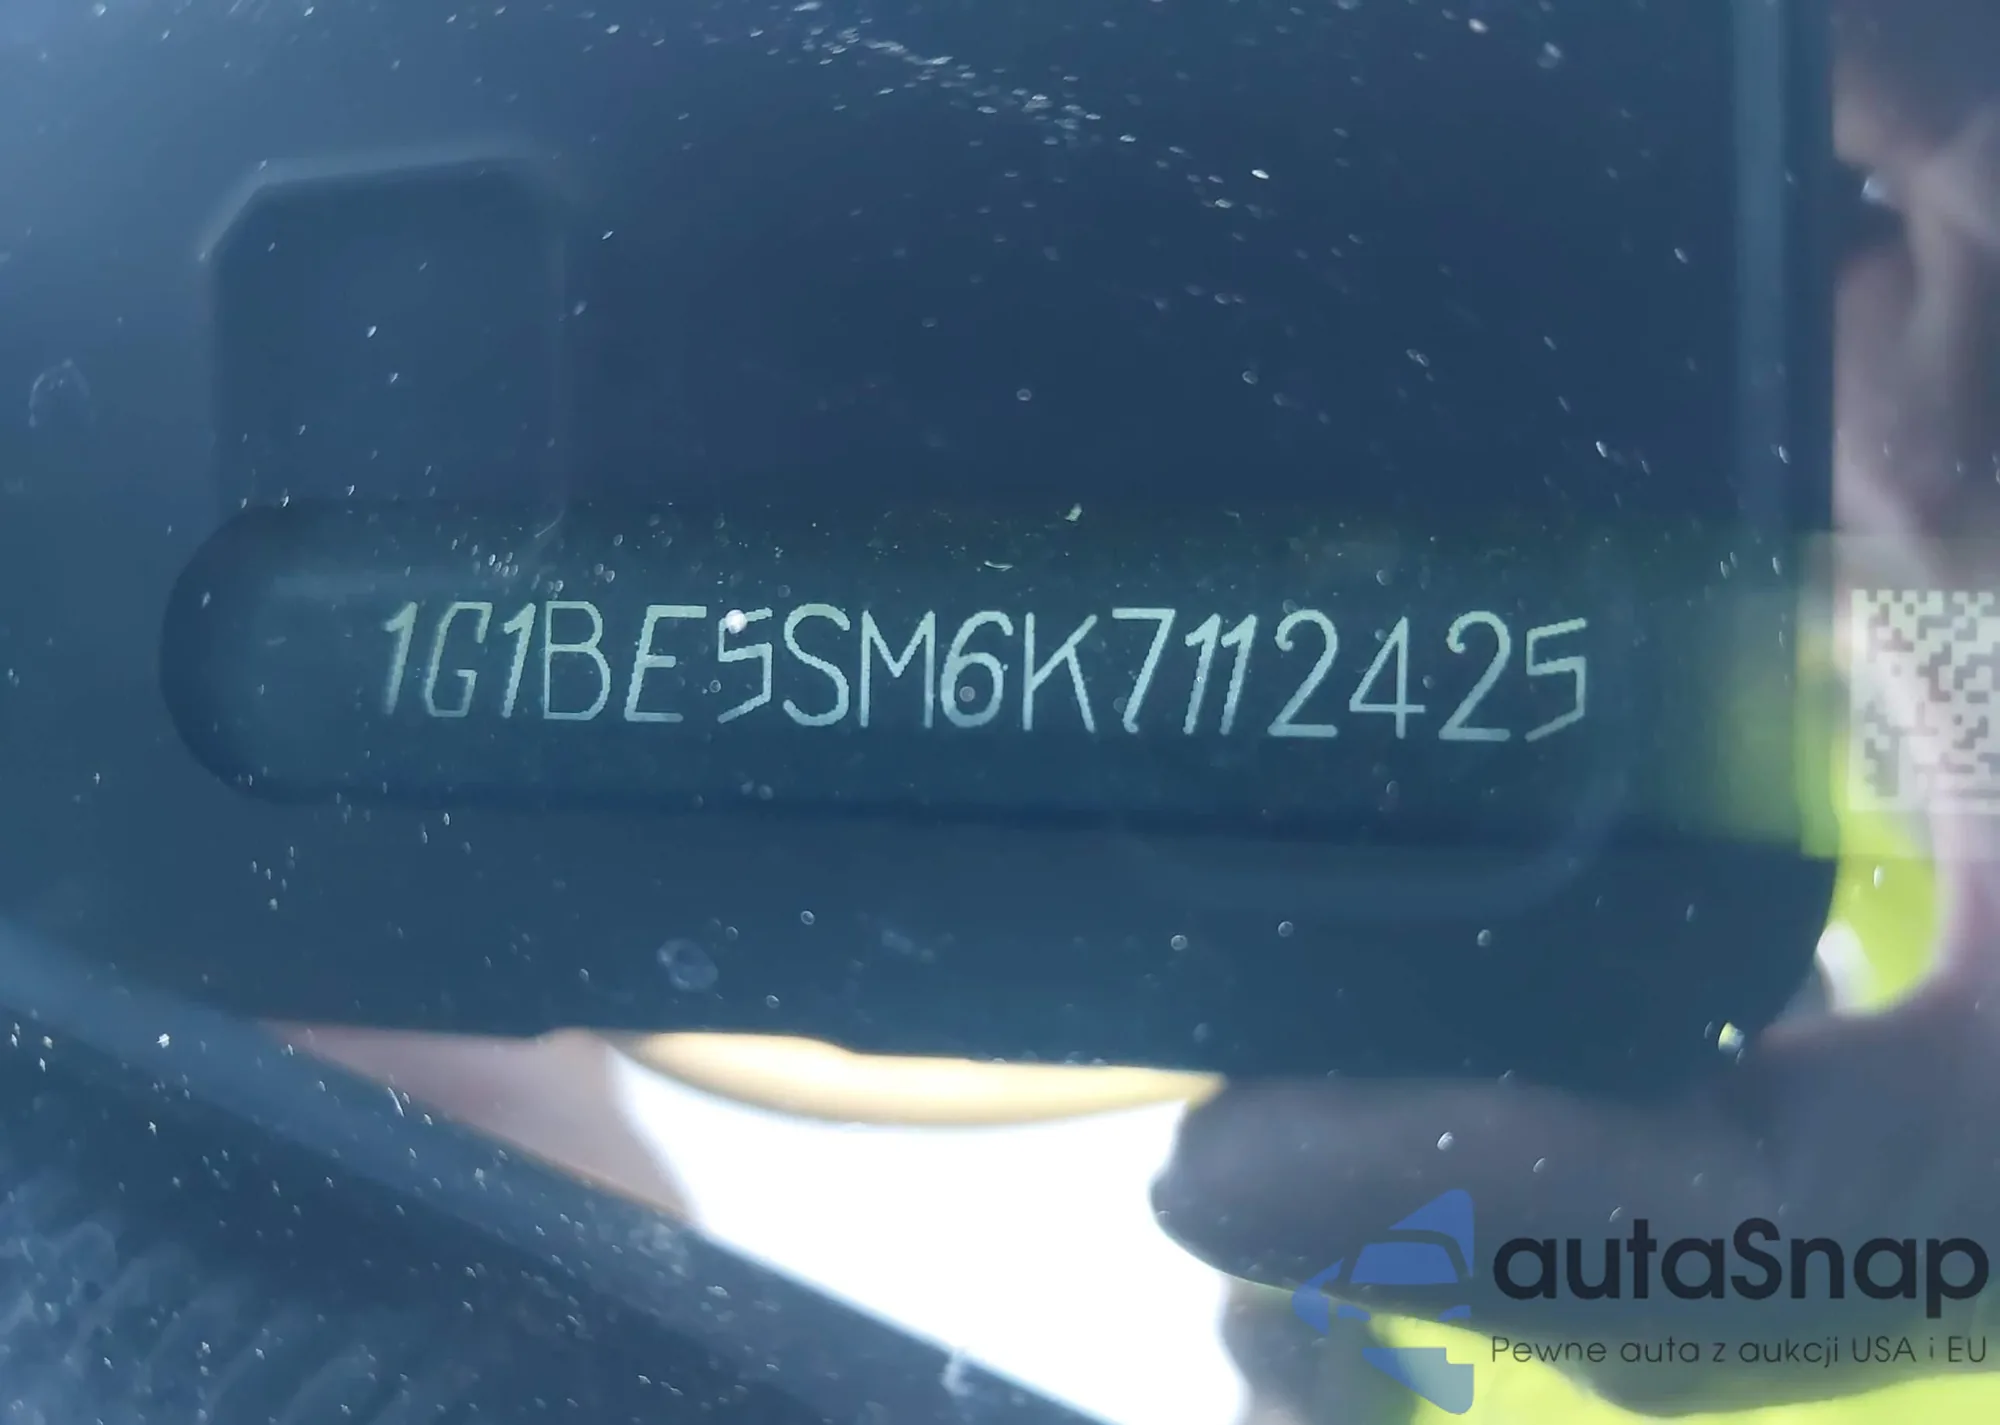 1G1BE5SM6K7112425
autaSnap
Pewne auta z aukcji USA i EU